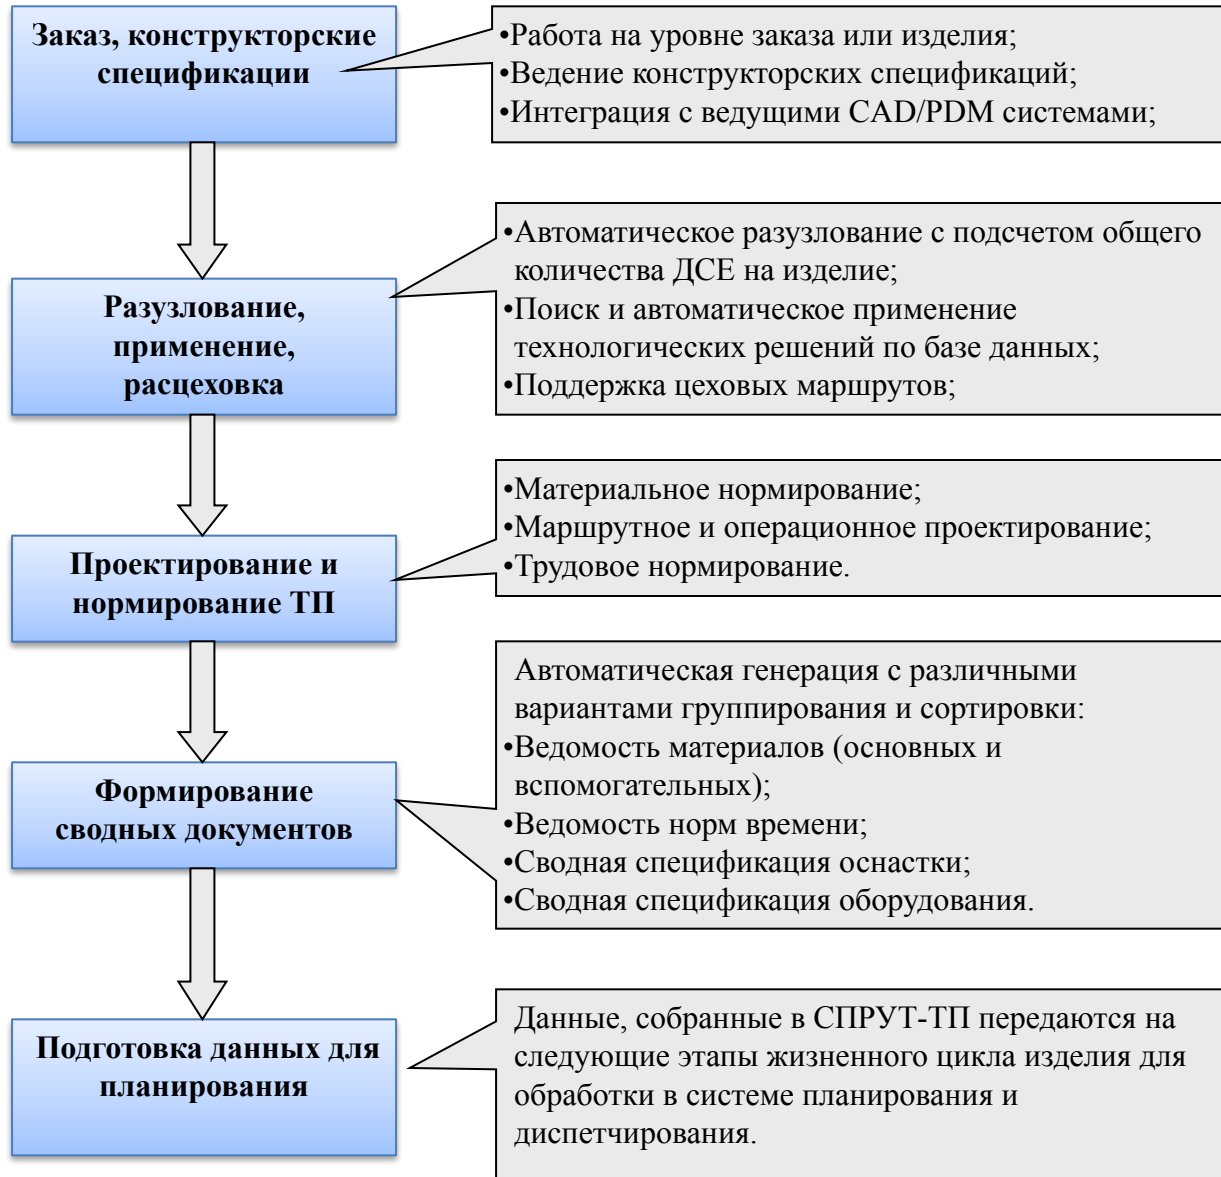 Заказ, конструкторские
спецификации
•Работа на уровне заказа или изделия;
•Ведение конструкторских спецификаций;
•Интеграция с ведущими CAD/PDM системами;
Разузлование,
применение,
расцеховка
•Автоматическое разузлование с подсчетом общего
количества ДСЕ на изделие;
•Поиск и автоматическое применение
технологических решений по базе данных;
•Поддержка цеховых маршрутов;
Проектирование и
нормирование ТП
•Материальное нормирование;
•Маршрутное и операционное проектирование;
•Трудовое нормирование.
Формирование
сводных документов
Автоматическая генерация с различными
вариантами группирования и сортировки:
•Ведомость материалов (основных и
вспомогательных);
•Ведомость норм времени;
•Сводная спецификация оснастки;
•Сводная спецификация оборудования.
Подготовка данных для
планирования
Данные, собранные в СПРУТ-ТП передаются на
следующие этапы жизненного цикла изделия для
обработки в системе планирования и
диспетчирования.